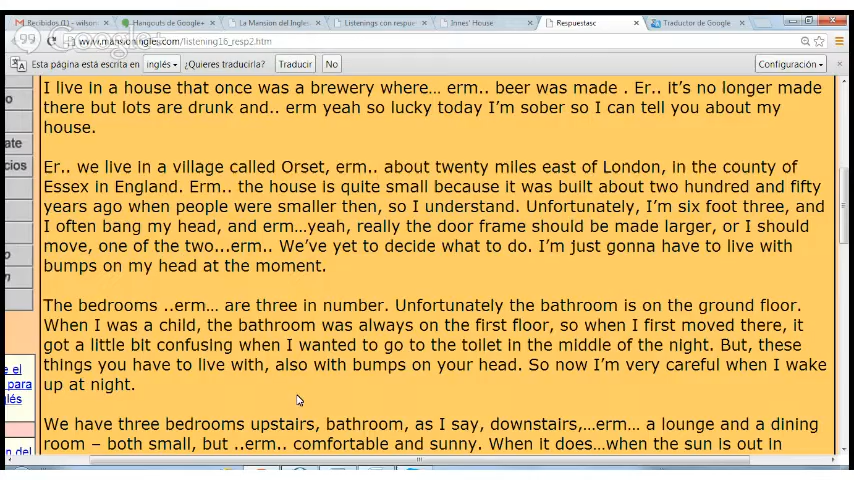 Recibidos (1) - wilson
Hangouts de Google+
La Mansion del Ingles
Listenings con respue
Innes' House
Respuestasc
Traductor de Google
99 Google+
www.mansioningles.com/listening16_resp2.htm
Esta página está escrita en inglés ¿Quieres traducirla? Traducir No Configuración
I live in a house that once was a brewery where… erm.. beer was made . Er.. it's no longer made
there but lots are drunk and.. erm yeah so lucky today I'm sober so I can tell you about my
house.
Er.. we live in a village called Orset, erm.. about twenty miles east of London, in the county of
Essex in England. Erm.. the house is quite small because it was built about two hundred and fifty
years ago when people were smaller then, so I understand. Unfortunately, I'm six foot three, and
I often bang my head, and erm…yeah, really the door frame should be made larger, or I should
move, one of the two...erm.. We've yet to decide what to do. I'm just gonna have to live with
bumps on my head at the moment.
The bedrooms ..erm… are three in number. Unfortunately the bathroom is on the ground floor.
When I was a child, the bathroom was always on the first floor, so when I first moved there, it
got a little bit confusing when I wanted to go to the toilet in the middle of the night. But, these
things you have to live with, also with bumps on your head. So now I'm very careful when I wake
up at night.
We have three bedrooms upstairs, bathroom, as I say, downstairs,…erm… a lounge and a dining
room – both small, but ..erm.. comfortable and sunny. When it does…when the sun is out in
o
ate
cios
o
n
e el
para
glés
n del